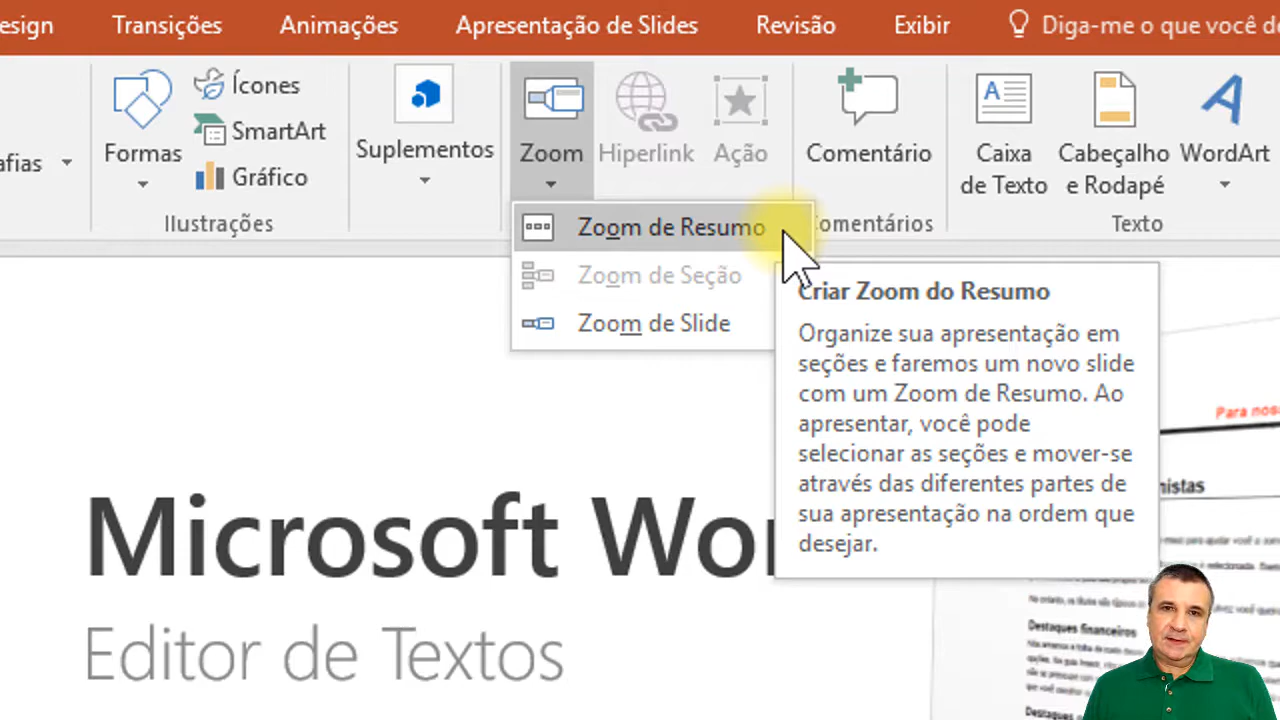 esign Transições Animações Apresentação de Slides Revisão Exibir Diga-me o que você de
Ícones
SmartArt
Gráfico
afias
Formas
Ilustrações
Suplementos
Zoom
Hiperlink
Ação
Comentário
Comentários
Caixa
de Texto
Cabeçalho
e Rodapé
WordArt
Texto
Zoom de Resumo
Zoom de Seção
Zoom de Slide
Criar Zoom do Resumo
Organize sua apresentação em
seções e faremos um novo slide
com um Zoom de Resumo. Ao
apresentar, você pode
selecionar as seções e mover-se
através das diferentes partes de
sua apresentação na ordem que
desejar.
Microsoft Wor
Editor de Textos
Para noss
nistas
Destaques financeiros